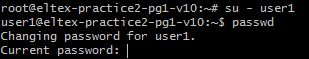 root@eltex-practice2-pg1-v10:~# su - user1
user1@eltex-practice2-pg1-v10:~$ passwd
Changing password for user1.
Current password: